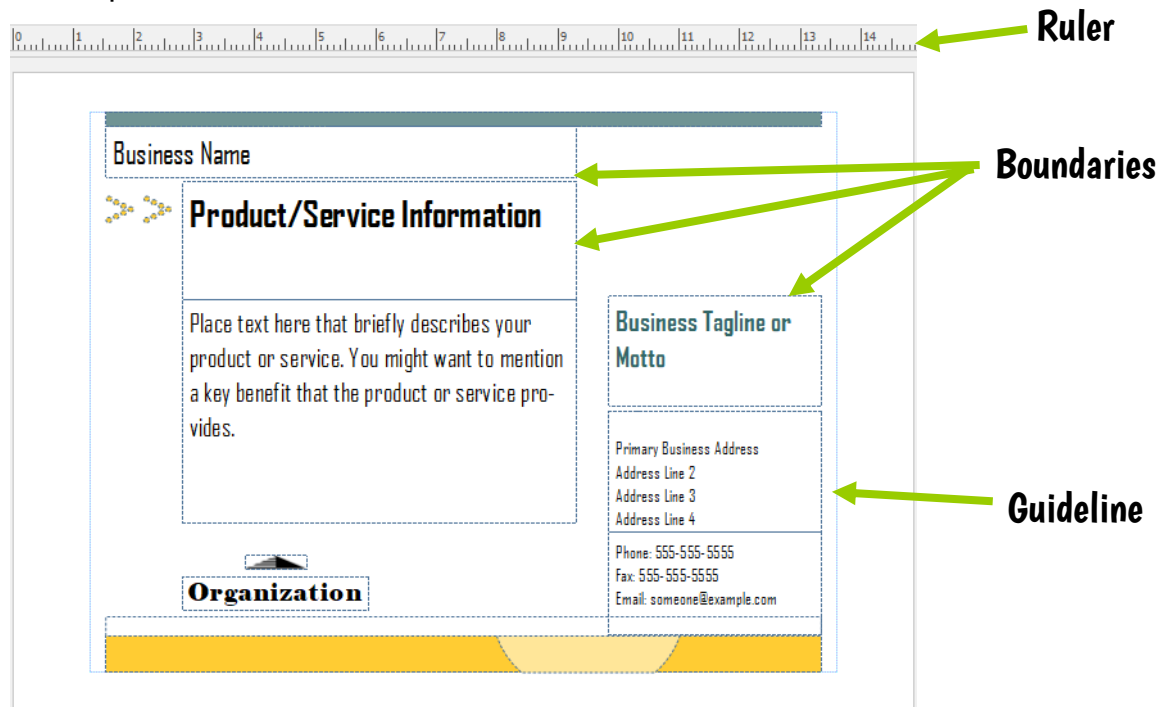 0 1 2 3 4 5 6 7 8 9 10 11 12 13 14
Ruler
Business Name
Boundaries
Product/Service Information
Place text here that briefly describes your
product or service. You might want to mention
a key benefit that the product or service pro-
vides.
Business Tagline or
Motto
Primary Business Address
Address Line 2
Address Line 3
Address Line 4
Guideline
Phone: 555-555-5555
Fax: 555-555-5555
Email: someone@example.com
Organization